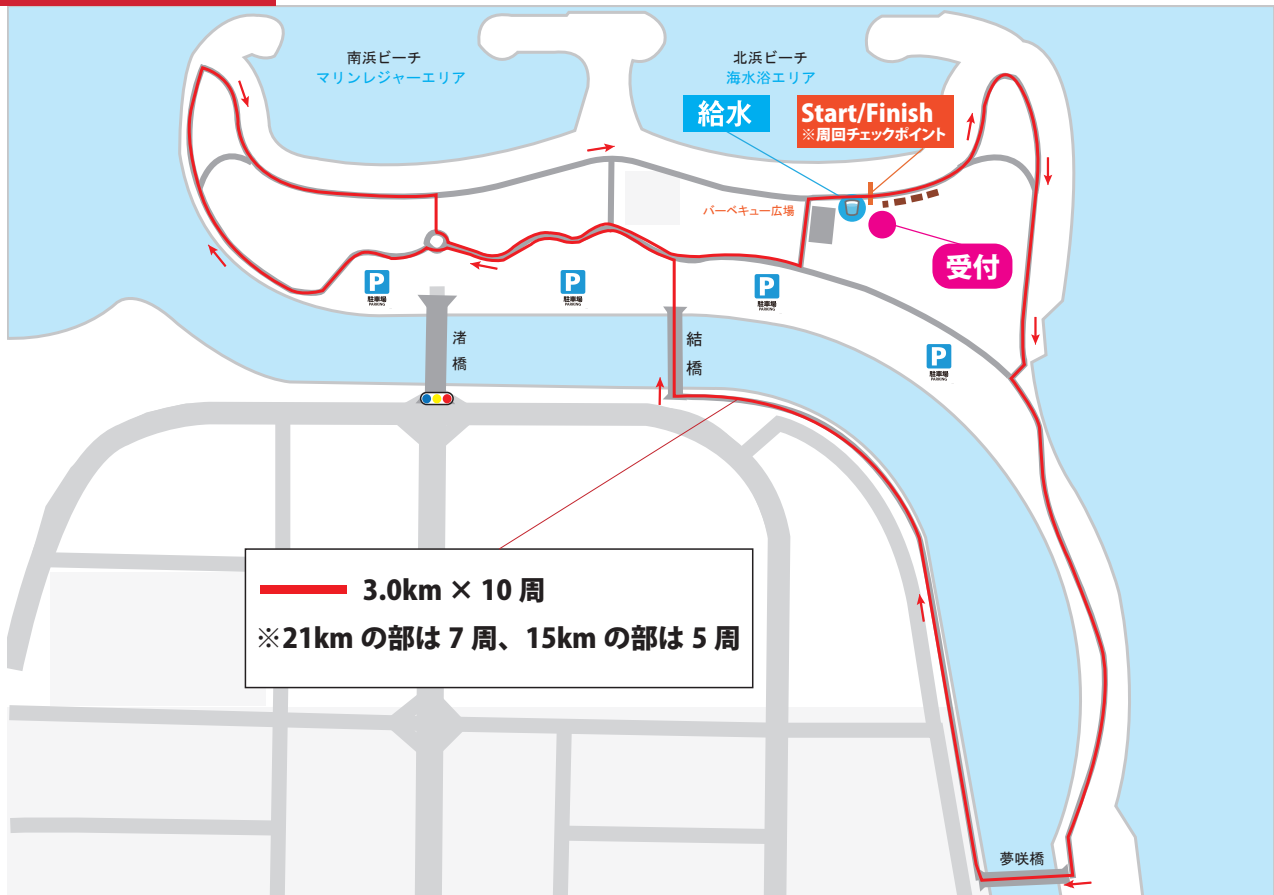 南浜ビーチ
マリンレジャーエリア
北浜ビーチ
海水浴エリア
給水
Start/Finish
※周回チェックポイント
バーベキュー広場
受付
P
駐車場
PARKING
P
駐車場
PARKING
P
駐車場
PARKING
P
駐車場
PARKING
渚橋
結橋
3.0km × 10 周
※21km の部は 7 周、15km の部は 5 周
夢咲橋